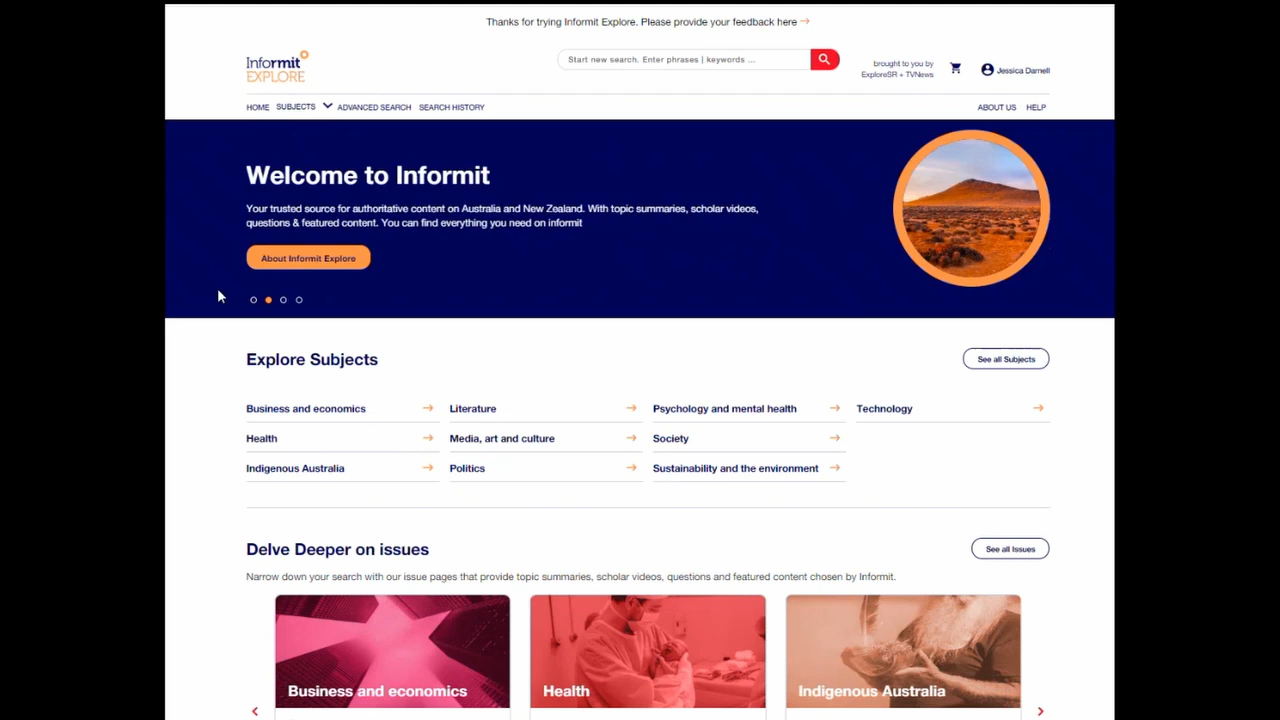 Thanks for trying Informit Explore. Please provide your feedback here →
Informit
EXPLORE
Start new search. Enter phrases | keywords ...
brought to you by
ExploreSR + TVNews
Jessica Darnell
HOME SUBJECTS ADVANCED SEARCH SEARCH HISTORY ABOUT US HELP
Welcome to Informit
Your trusted source for authoritative content on Australia and New Zealand. With topic summaries, scholar videos,
questions & featured content. You can find everything you need on informit
About Informit Explore
Explore Subjects
See all Subjects
Business and economics → Literature → Psychology and mental health → Technology →
Health → Media, art and culture → Society →
Indigenous Australia → Politics → Sustainability and the environment →
Delve Deeper on issues
See all Issues
Narrow down your search with our issue pages that provide topic summaries, scholar videos, questions and featured content chosen by Informit.
Business and economics
Health
Indigenous Australia